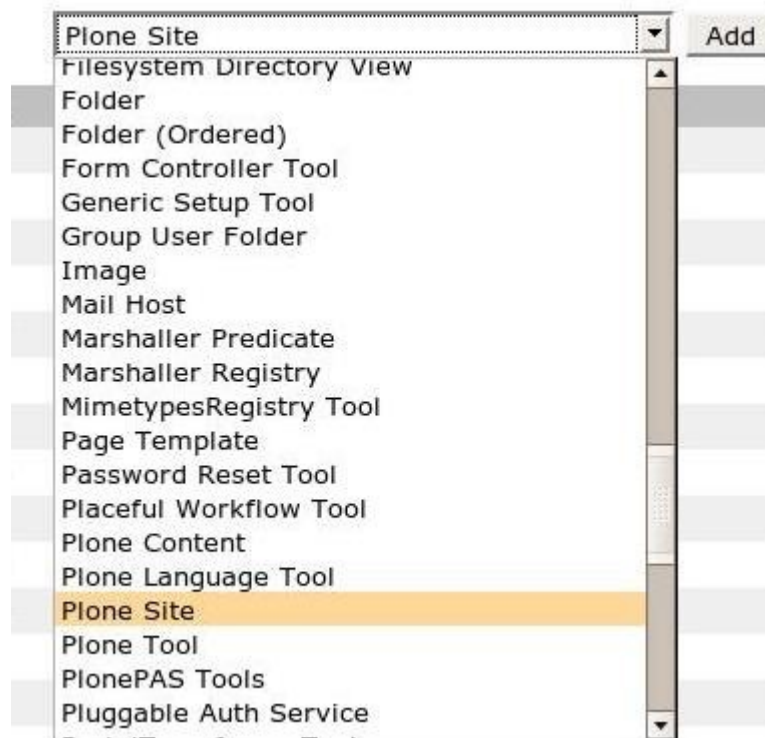 Plone Site
Add
Filesystem Directory View
Folder
Folder (Ordered)
Form Controller Tool
Generic Setup Tool
Group User Folder
Image
Mail Host
Marshaller Predicate
Marshaller Registry
MimetypesRegistry Tool
Page Template
Password Reset Tool
Placeful Workflow Tool
Plone Content
Plone Language Tool
Plone Site
Plone Tool
PlonePAS Tools
Pluggable Auth Service